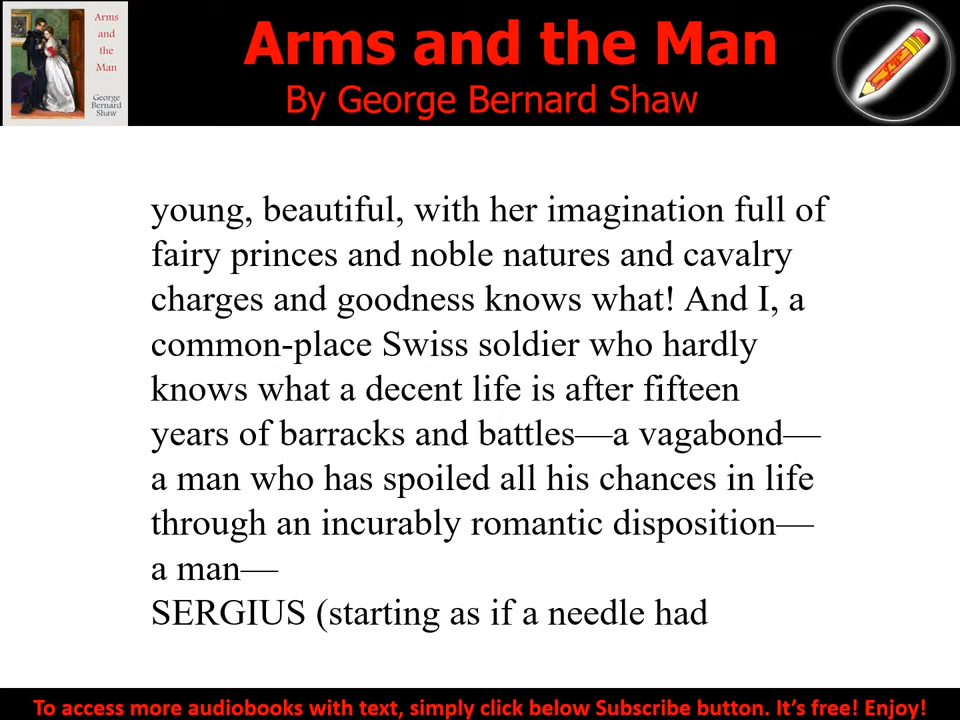 Arms
and
the
Man
George
Bernard
Shaw
Arms and the Man
By George Bernard Shaw
young, beautiful, with her imagination full of
fairy princes and noble natures and cavalry
charges and goodness knows what! And I, a
common-place Swiss soldier who hardly
knows what a decent life is after fifteen
years of barracks and battles—a vagabond—
a man who has spoiled all his chances in life
through an incurably romantic disposition—
a man—
SERGIUS (starting as if a needle had
To access more audiobooks with text, simply click below Subscribe button. It’s free! Enjoy!